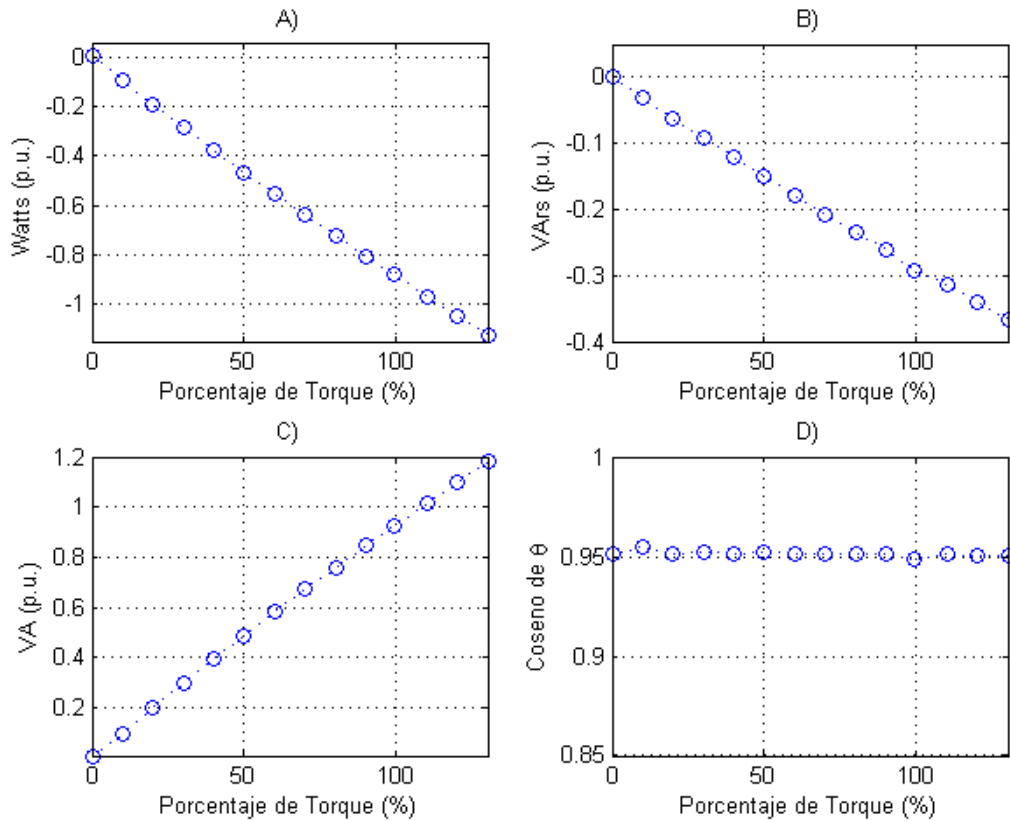 A)
Watts (p.u.)
0
-0.2
-0.4
-0.6
-0.8
-1
0
50
100
Porcentaje de Torque (%)
B)
VArs (p.u.)
0
-0.1
-0.2
-0.3
-0.4
0
50
100
Porcentaje de Torque (%)
C)
VA (p.u.)
1.2
1
0.8
0.6
0.4
0.2
0
50
100
Porcentaje de Torque (%)
D)
Coseno de θ
1
0.95
0.9
0.85
0
50
100
Porcentaje de Torque (%)